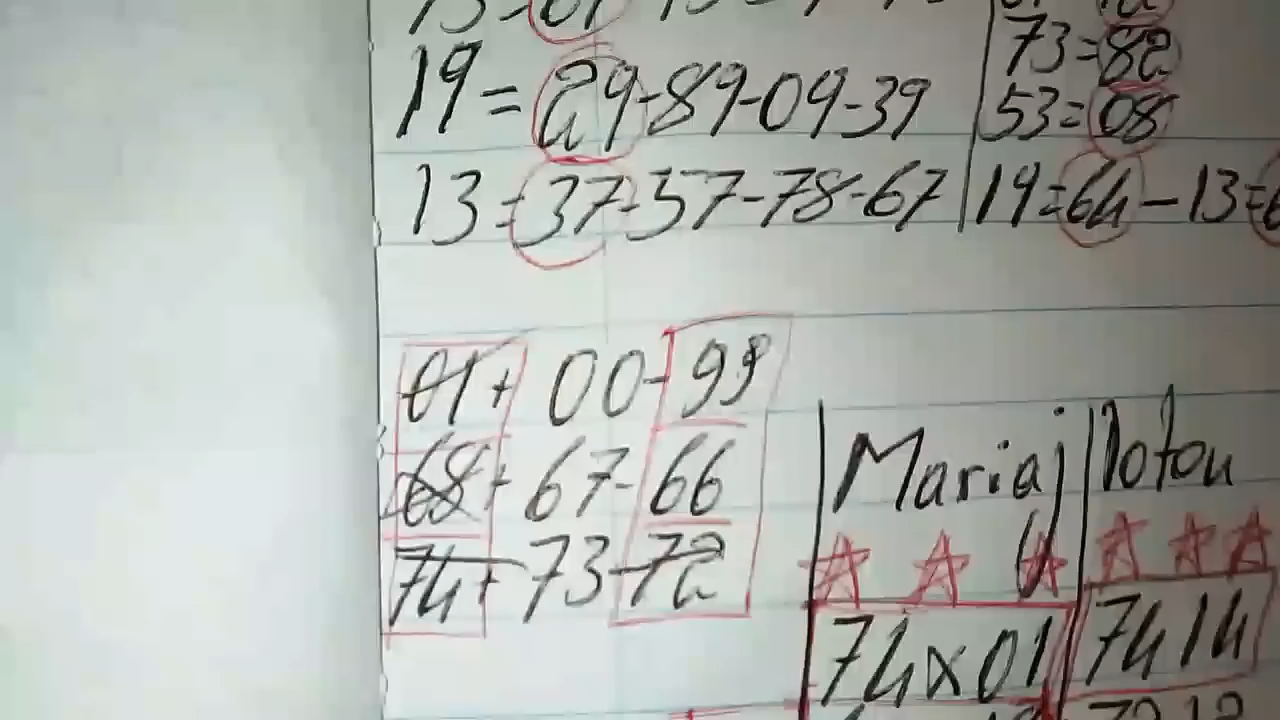 19 = 29-89-09-39
13 = 37-57-78-67
73=82
53=08
19=64-13=
01+ 00-99
68+ 67-66
74+ 73-72
Mariaj lotou
74x01 7414